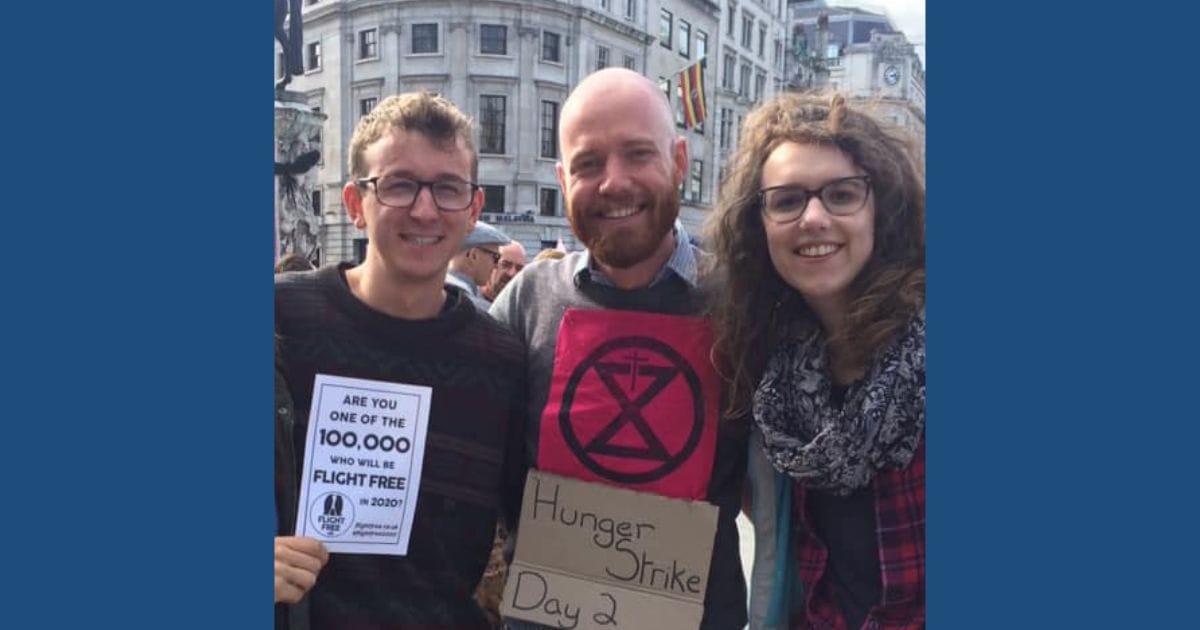 MALAYSIA
ARE YOU
ONE OF THE
100,000
WHO WILL BE
FLIGHT FREE
IN 2020?
FLIGHT
FREE
flightfree.co.uk
Hunger
Strike
Day 2